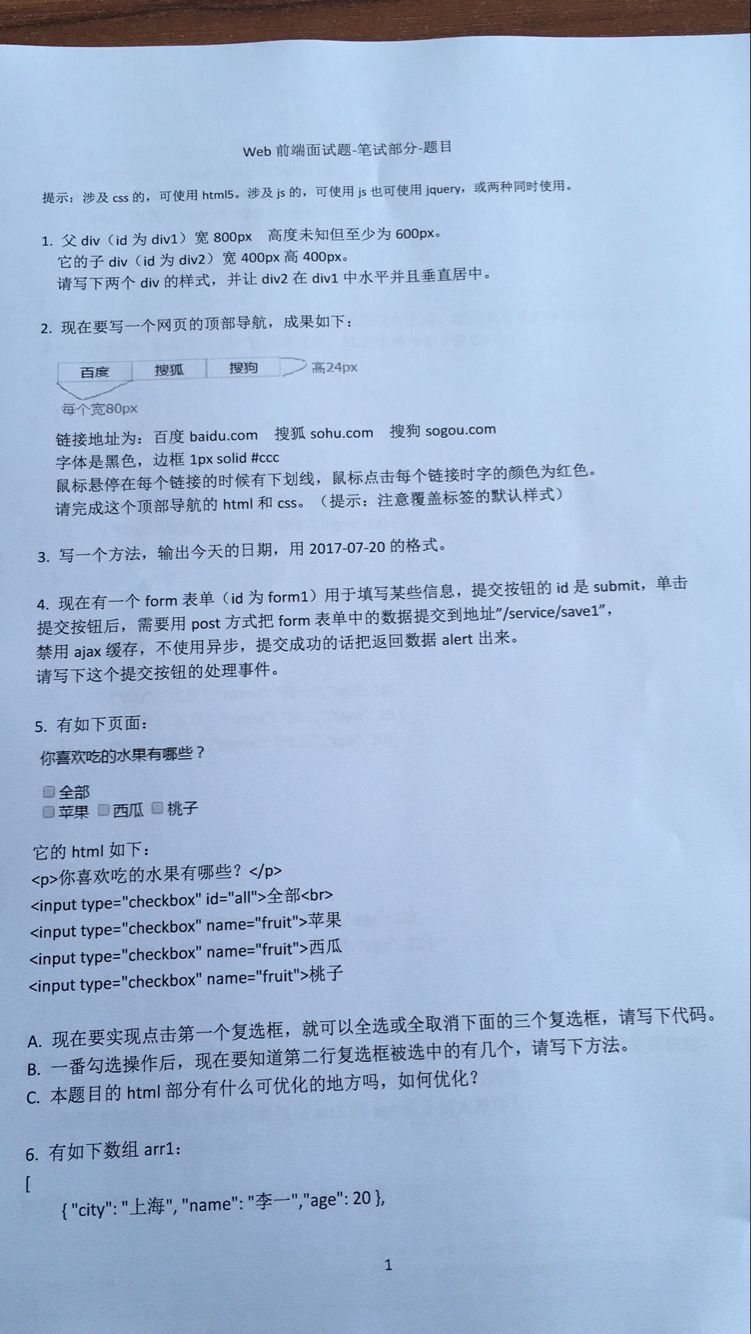 Web 前端面试题-笔试部分-题目
提示：涉及 css 的，可使用 html5。涉及 js 的，可使用 js 也可使用 jquery，或两种同时使用。
1. 父 div（id 为 div1）宽 800px 高度未知但至少为 600px。
它的子 div（id 为 div2）宽 400px 高 400px。
请写下两个 div 的样式，并让 div2 在 div1 中水平并且垂直居中。
2. 现在要写一个网页的顶部导航，成果如下：
百度 搜狐 搜狗 高24px
每个宽80px
链接地址为：百度 baidu.com 搜狐 sohu.com 搜狗 sogou.com
字体是黑色，边框 1px solid #ccc
鼠标悬停在每个链接的时候有下划线，鼠标点击每个链接时字的颜色为红色。
请完成这个顶部导航的 html 和 css。（提示：注意覆盖标签的默认样式）
3. 写一个方法，输出今天的日期，用 2017-07-20 的格式。
4. 现在有一个 form 表单（id 为 form1）用于填写某些信息，提交按钮的 id 是 submit，单击
提交按钮后，需要用 post 方式把 form 表单中的数据提交到地址”/service/save1”，
禁用 ajax 缓存，不使用异步，提交成功的话把返回数据 alert 出来。
请写下这个提交按钮的处理事件。
5. 有如下页面：
你喜欢吃的水果有哪些？
全部
苹果 西瓜 桃子
它的 html 如下：
<p>你喜欢吃的水果有哪些？</p>
<input type="checkbox" id="all">全部<br>
<input type="checkbox" name="fruit">苹果
<input type="checkbox" name="fruit">西瓜
<input type="checkbox" name="fruit">桃子
A. 现在要实现点击第一个复选框，就可以全选或全取消下面的三个复选框，请写下代码。
B. 一番勾选操作后，现在要知道第二行复选框被选中的有几个，请写下方法。
C. 本题目的 html 部分有什么可优化的地方吗，如何优化？
6. 有如下数组 arr1：
[
{ "city": "上海", "name": "李一","age": 20 },
1